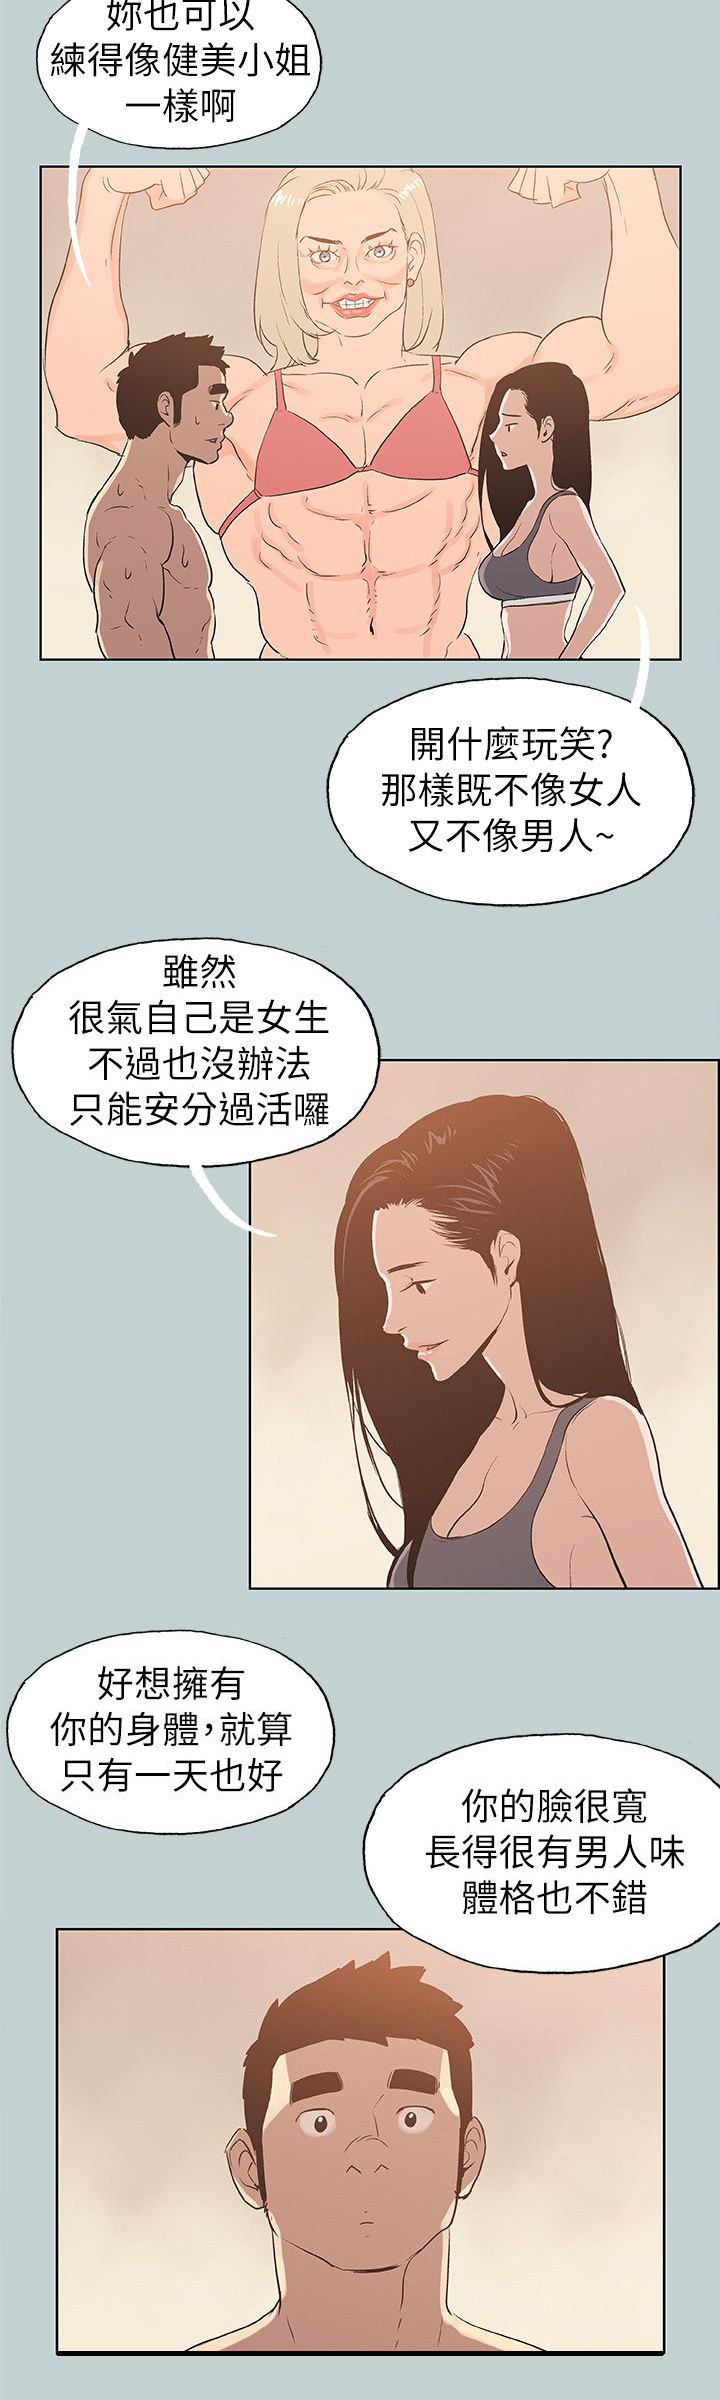 妳也可以
練得像健美小姐
一樣啊
開什麼玩笑?
那樣既不像女人
又不像男人~
雖然
很氣自己是女生
不過也沒辦法
只能安分過活囉
好想擁有
你的身體，就算
只有一天也好
你的臉很寬
長得很有男人味
體格也不錯